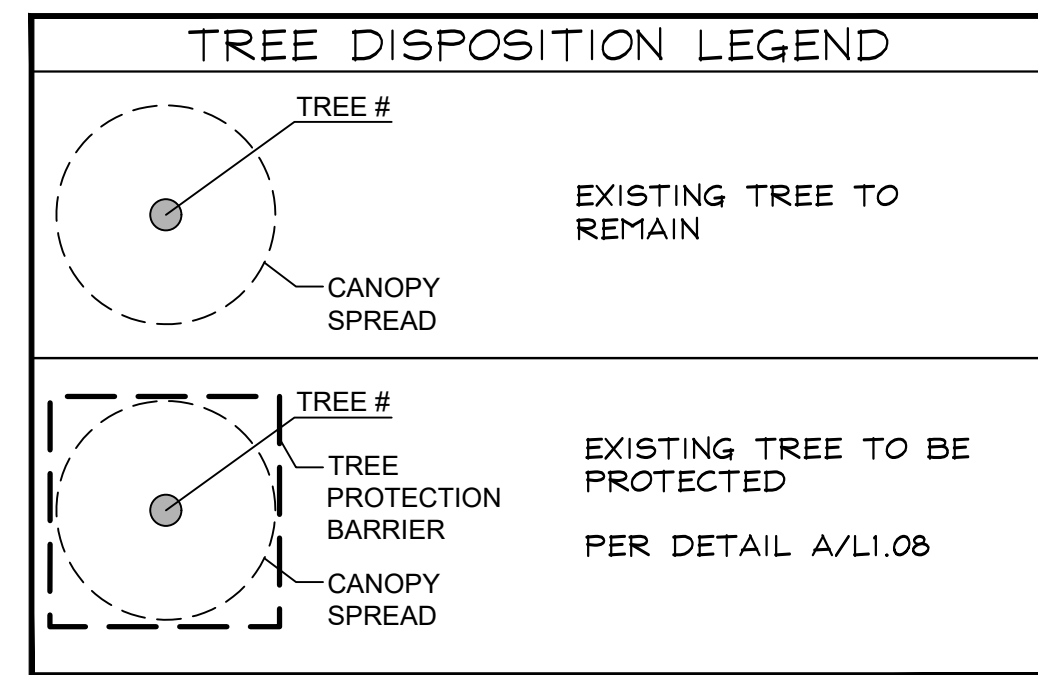 TREE DISPOSITION LEGEND
TREE #
EXISTING TREE TO
REMAIN
CANOPY
SPREAD
TREE #
TREE
PROTECTION
BARRIER
CANOPY
SPREAD
EXISTING TREE TO BE
PROTECTED
PER DETAIL A/L1.08